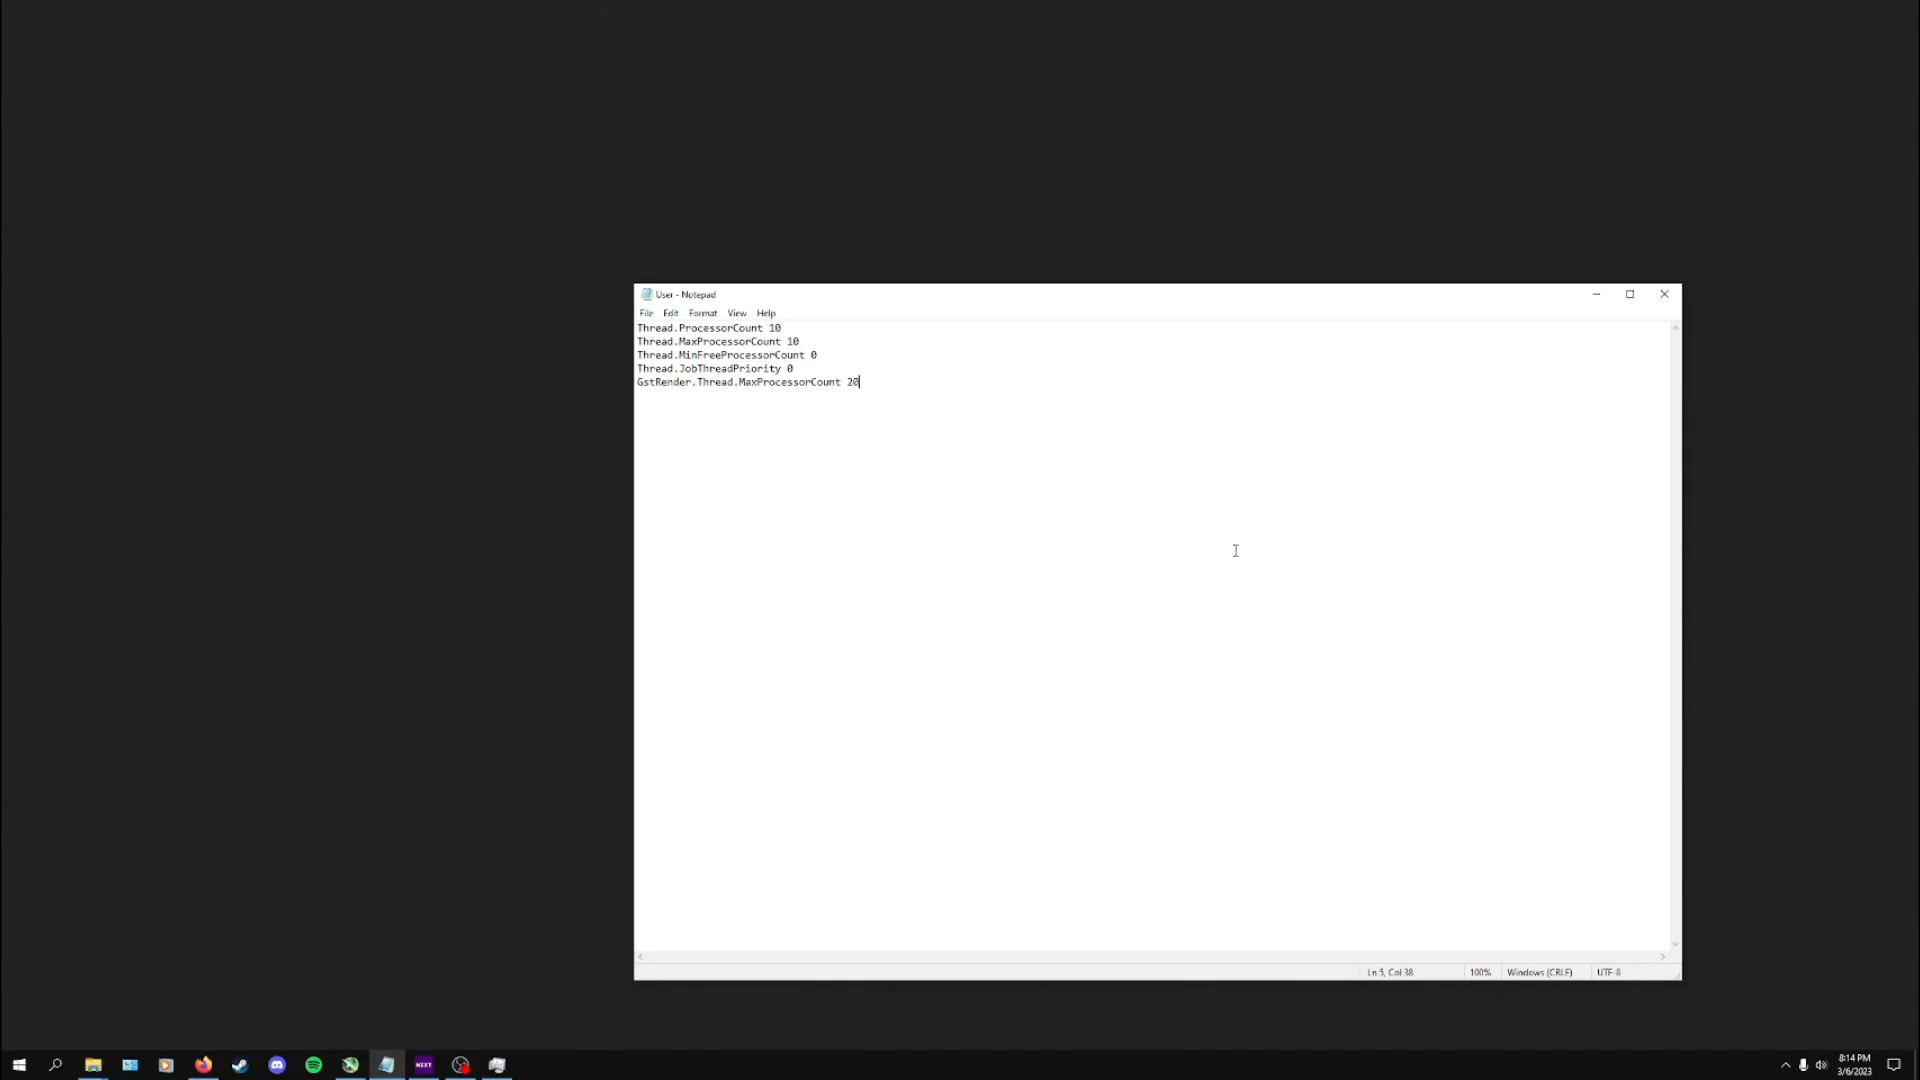 User - Notepad
File Edit Format View Help
Thread.ProcessorCount 10
Thread.MaxProcessorCount 10
Thread.MinFreeProcessorCount 0
Thread.JobThreadPriority 0
GstRender.Thread.MaxProcessorCount 20
Ln 5, Col 38 100% Windows (CRLF) UTF-8
NEXT
8:14 PM
3/6/2023